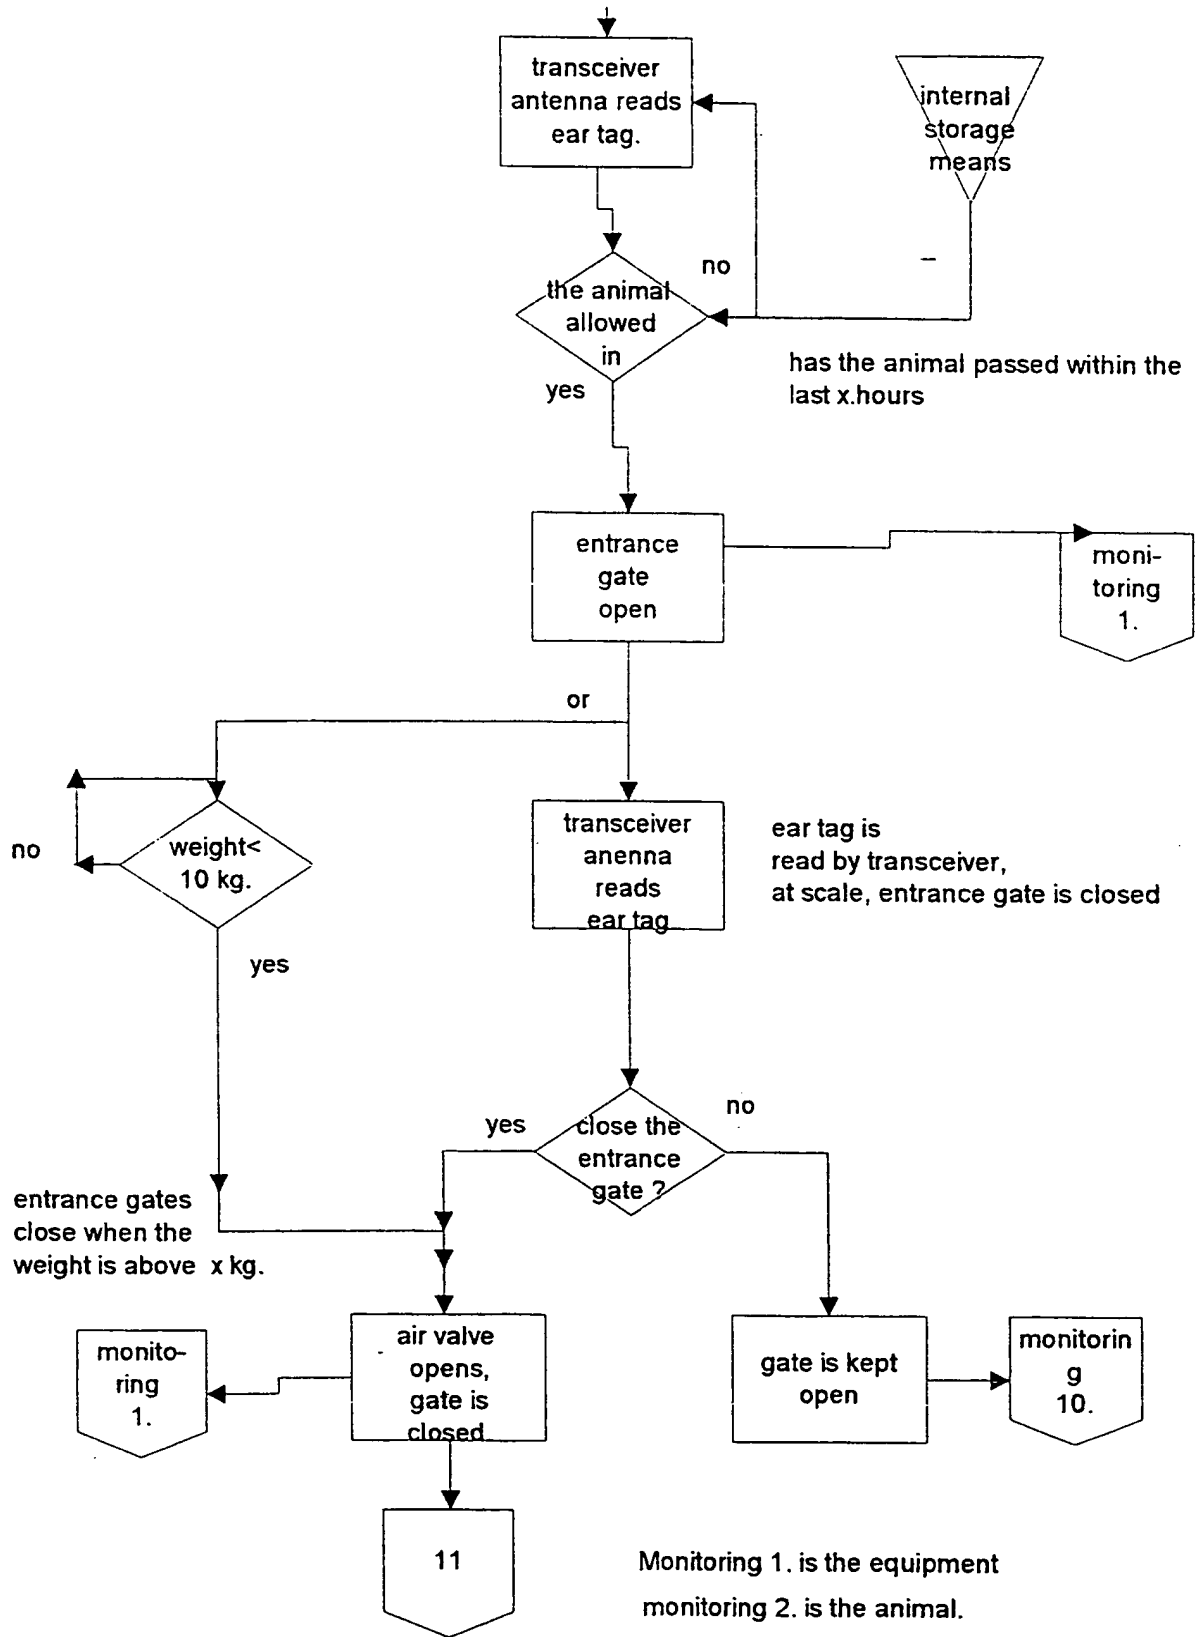 transceiver
antenna reads
ear tag.
internal
storage
means
no
the animal
allowed
in
yes
has the animal passed within the
last x.hours
entrance
gate
open
moni-
toring
1.
or
no
weight<
10 kg.
yes
transceiver
anenna
reads
ear tag
ear tag is
read by transceiver,
at scale, entrance gate is closed
yes
close the
entrance
gate ?
no
entrance gates
close when the
weight is above x kg.
monito-
ring
1.
air valve
opens,
gate is
closed
gate is kept
open
monitorin
g
10.
11
Monitoring 1. is the equipment
monitoring 2. is the animal.